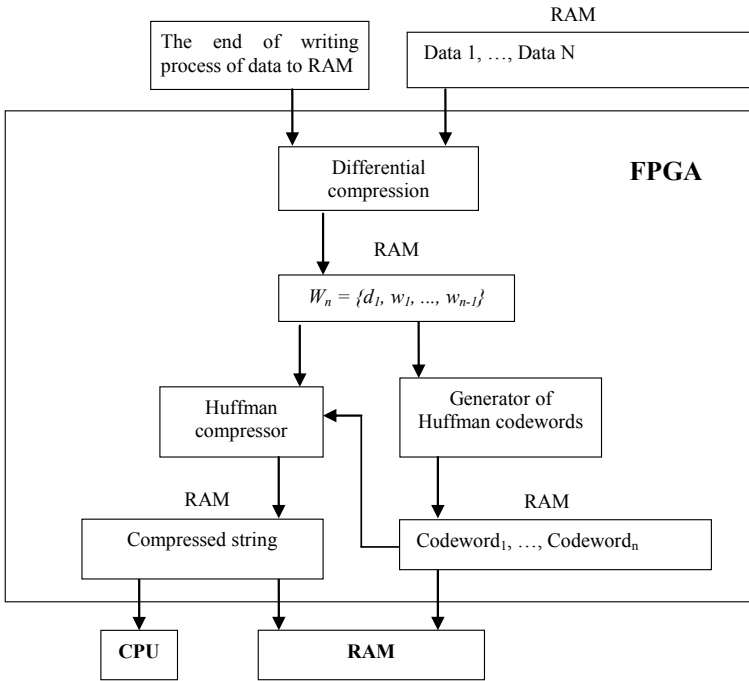 RAM
The end of writing
process of data to RAM
Data 1, …, Data N
FPGA
Differential
compression
RAM
Wn = {d1, w1, ..., wn-1}
Huffman
compressor
Generator of
Huffman codewords
RAM
RAM
Compressed string
Codeword1, …, Codewordn
CPU
RAM